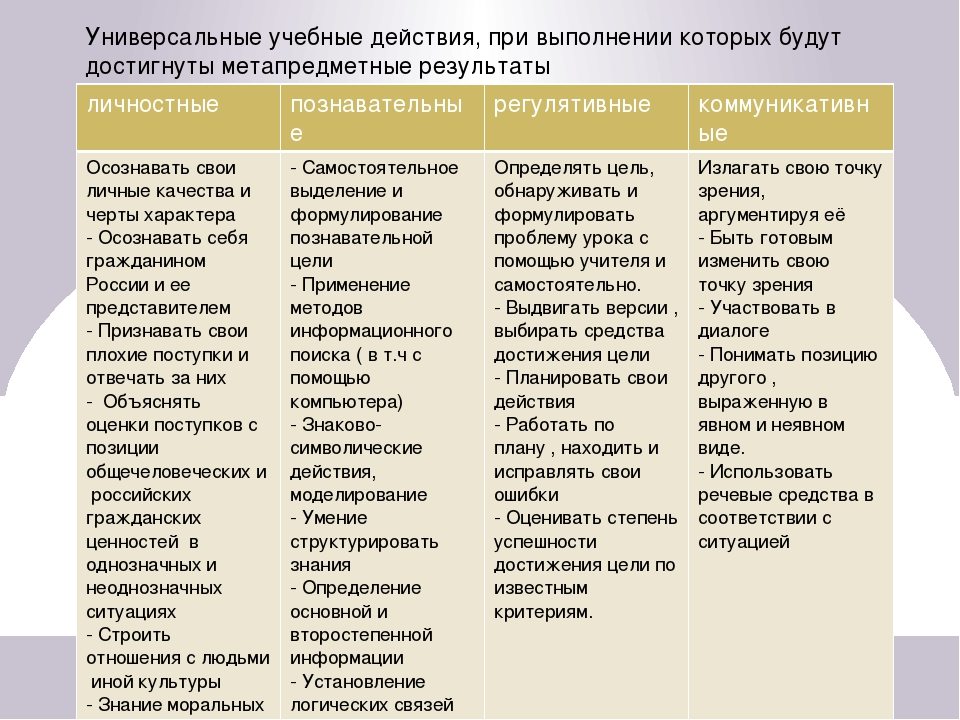 Универсальные учебные действия, при выполнении которых будут
достигнуты метапредметные результаты
личностные
познавательны
е
регулятивные
коммуникативн
ые
Осознавать свои
личные качества и
черты характера
- Осознавать себя
гражданином
России и ее
представителем
- Признавать свои
плохие поступки и
отвечать за них
- Объяснять
оценки поступков с
позиции
общечеловеческих и
российских
гражданских
ценностей в
однозначных и
неоднозначных
ситуациях
- Строить
отношения с людьми
иной культуры
- Знание моральных
- Самостоятельное
выделение и
формулирование
познавательной
цели
- Применение
методов
информационного
поиска ( в т.ч с
помощью
компьютера)
- Знаково-
символические
действия,
моделирование
- Умение
структурировать
знания
- Определение
основной и
второстепенной
информации
- Установление
логических связей
Определять цель,
обнаруживать и
формулировать
проблему урока с
помощью учителя и
самостоятельно.
- Выдвигать версии ,
выбирать средства
достижения цели
- Планировать свои
действия
- Работать по
плану , находить и
исправлять свои
ошибки
- Оценивать степень
успешности
достижения цели по
известным
критериям.
Излагать свою точку
зрения,
аргументируя её
- Быть готовым
изменить свою
точку зрения
- Участвовать в
диалоге
- Понимать позицию
другого ,
выраженную в
явном и неявном
виде.
- Использовать
речевые средства в
соответствии с
ситуацией